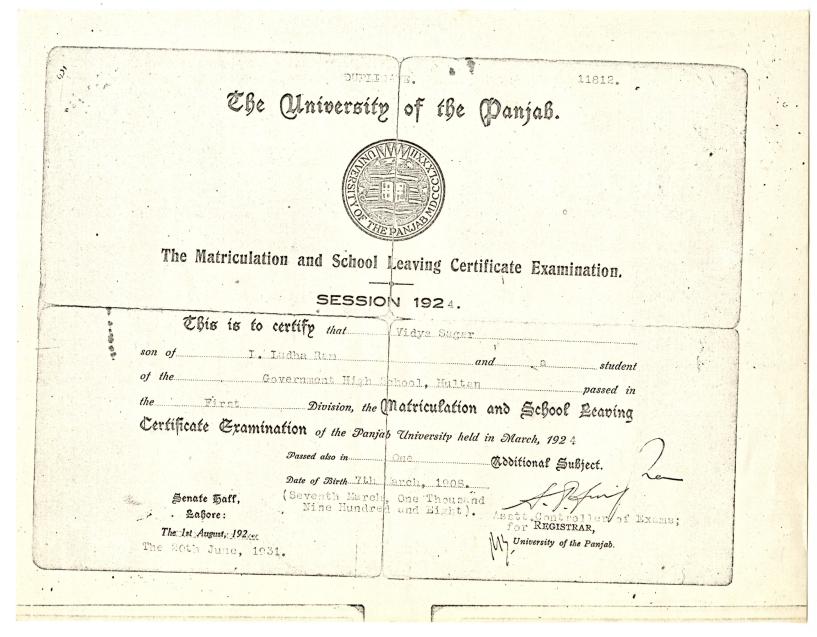 DUPLICATE. 11812.
The University of the Panjab.
UNIVERSITY OF THE PANJAB MDCCCLXXXII
The Matriculation and School Leaving Certificate Examination.
SESSION 1924.
This is to certify that Vidya Sagar
son of L. Ludha Ram and a student
of the Government High School, Multan passed in
the First Division, the Matriculation and School Leaving
Certificate Examination of the Panjab University held in March, 1924
Passed also in One Additional Subject.
Date of Birth 7th March, 1908.
(Seventh March, One Thousand
Nine Hundred and Eight).
Senate Hall,
Lahore:
The 1st August, 192
The 20th June, 1931.
Asstt. Controller of Exams;
for REGISTRAR,
University of the Panjab.